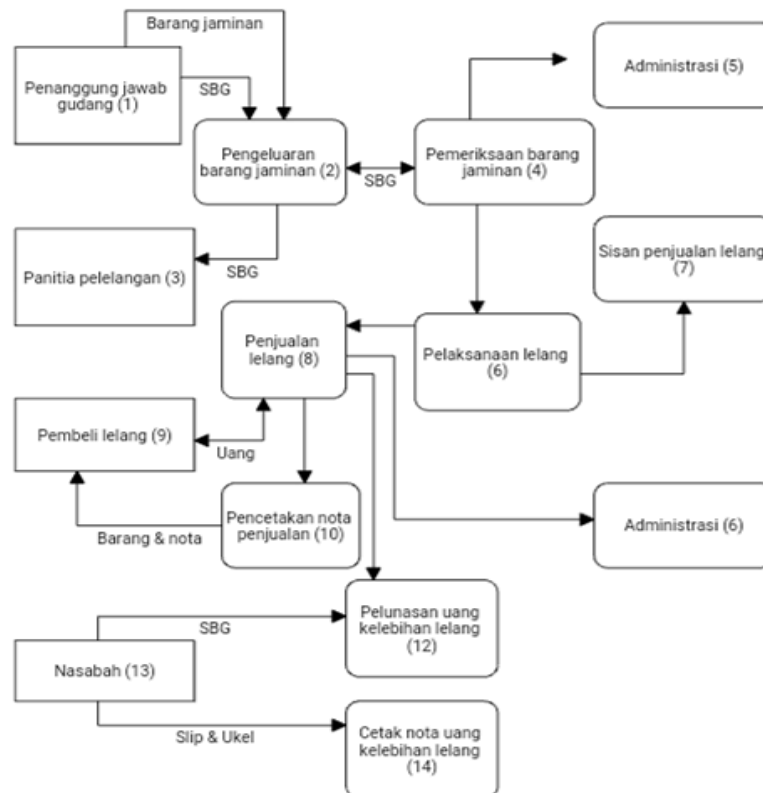 Barang jaminan
Penanggung jawab
gudang (1)
SBG
Administrasi (5)
Pengeluaran
barang jaminan (2)
SBG
Pemeriksaan barang
jaminan (4)
Panitia pelelangan (3)
SBG
Sisan penjualan lelang
(7)
Penjualan
lelang (8)
Pelaksanaan lelang
(6)
Pembeli lelang (9)
Uang
Pencetakan nota
penjualan (10)
Barang & nota
Administrasi (6)
Nasabah (13)
SBG
Pelunasan uang
kelebihan lelang
(12)
Slip & Ukel
Cetak nota uang
kelebihan lelang
(14)